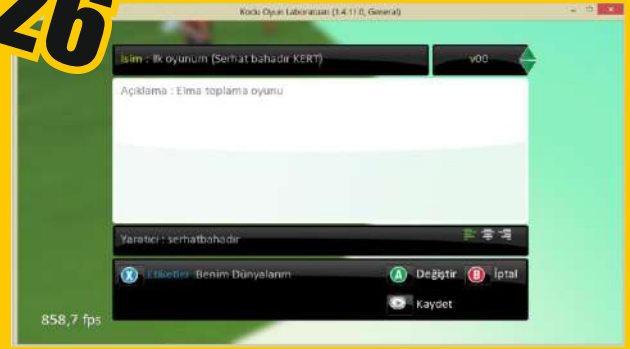 26
Kodu Oyun Laboratuarı (1.4.11.0, General)
İsim : İlk oyunum (Serhat bahadır KERT)
v00
Açıklama : Elma toplama oyunu
Yaratıcı : serhatbahadır
X Etiketler Benim Dünyalarım
A Değiştir B İptal
Kaydet
858,7 fps